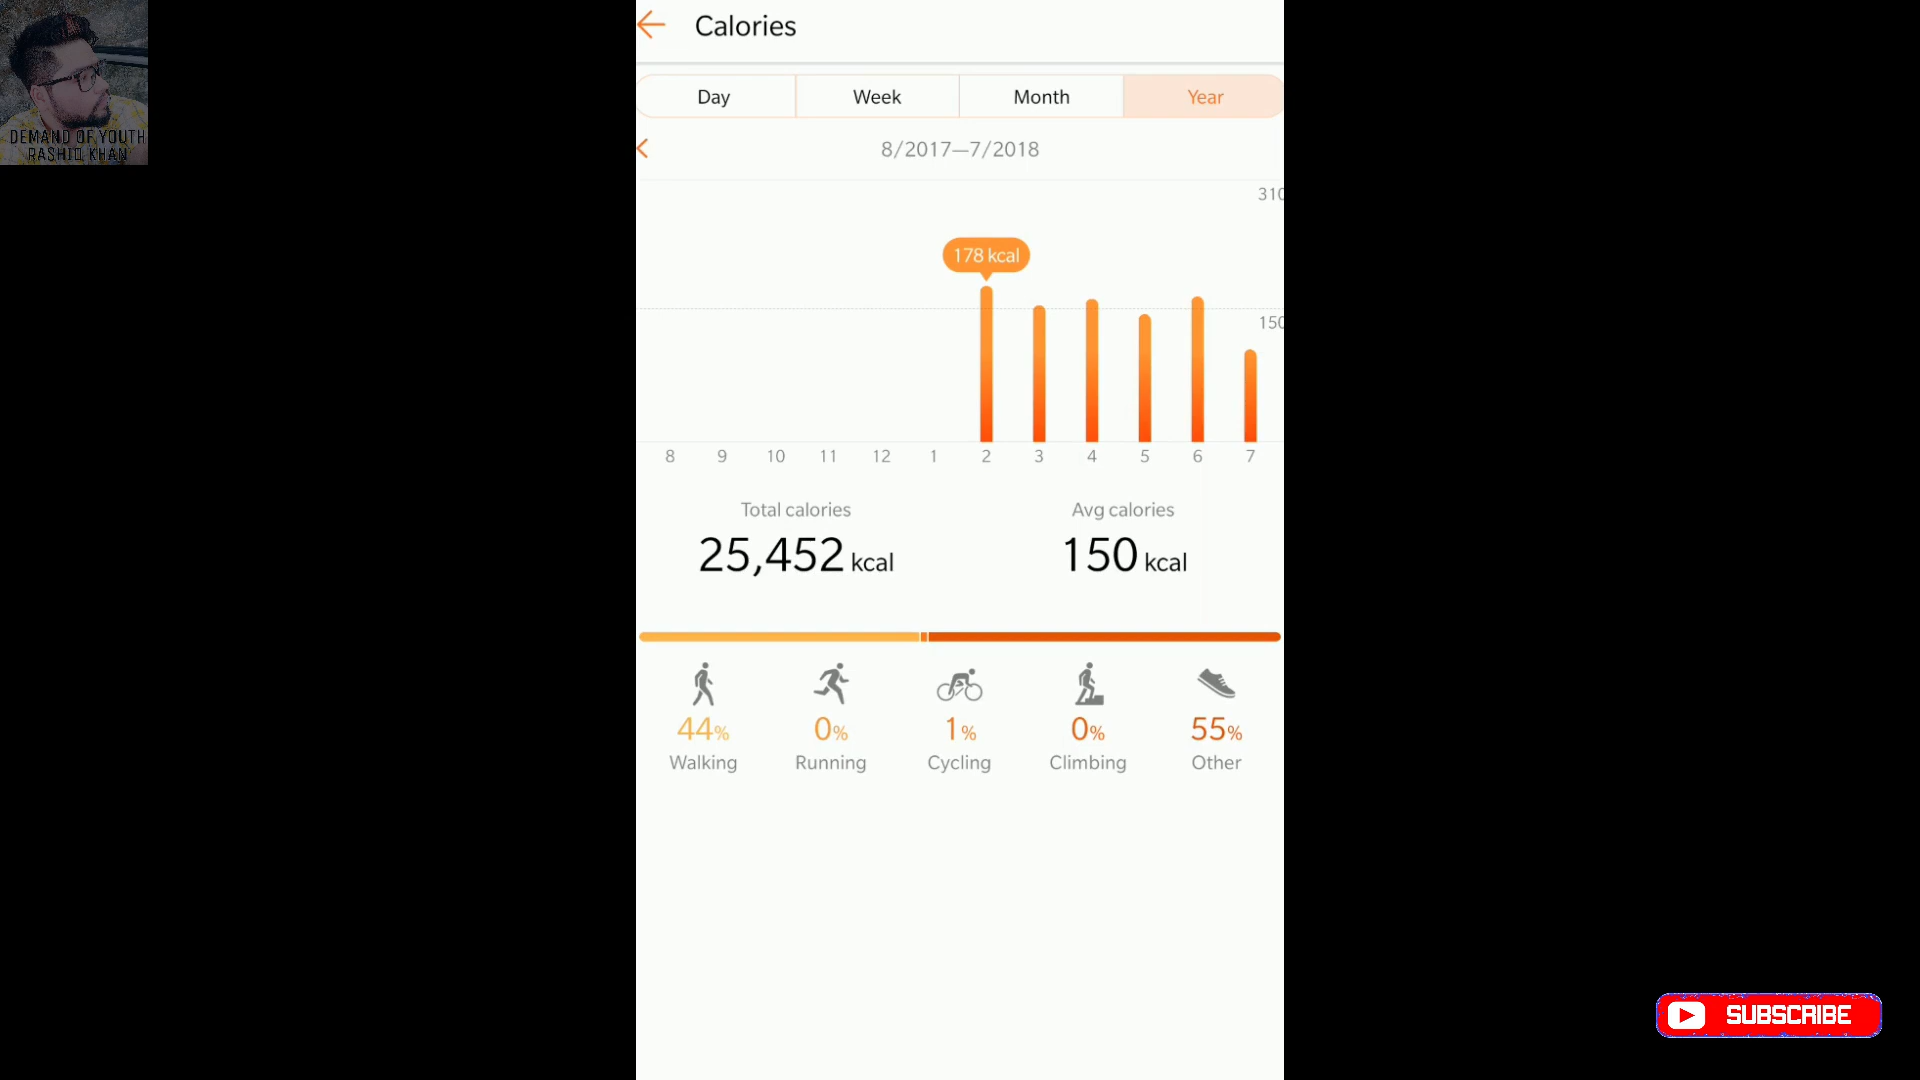 DEMAND OF YOUTH
RASHID KHAN
Calories
Day Week Month Year
8/2017—7/2018
310
178 kcal
150
8 9 10 11 12 1 2 3 4 5 6 7
Total calories Avg calories
25,452 kcal 150 kcal
44% 0% 1% 0% 55%
Walking Running Cycling Climbing Other
SUBSCRIBE